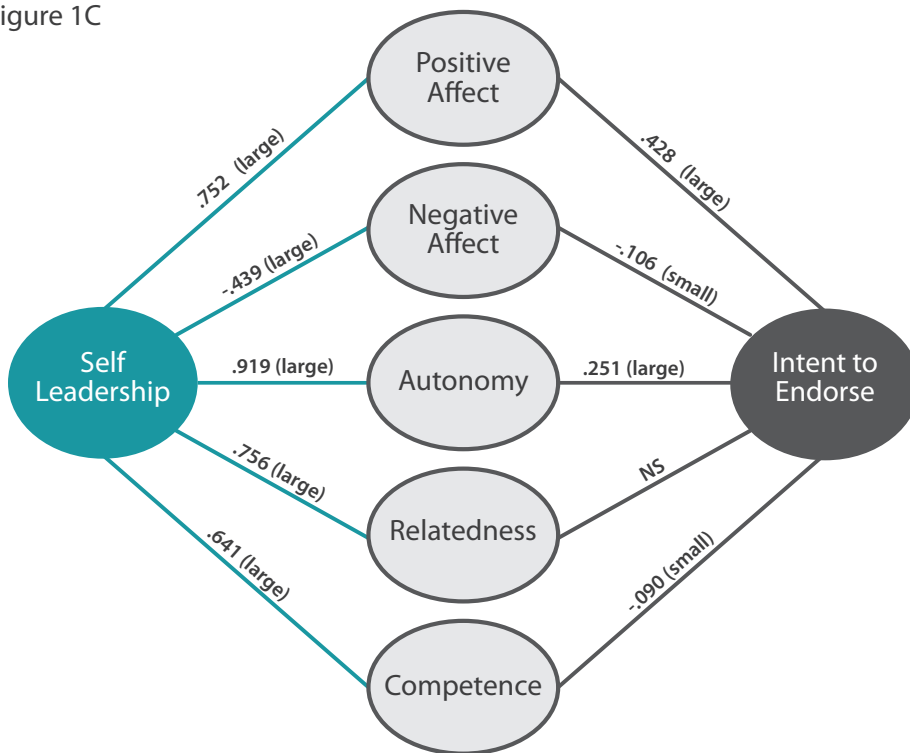 igure 1C
Positive
Affect
.752 (large)
.428 (large)
Negative
Affect
-.439 (large)
-.106 (small)
Self
Leadership
.919 (large)
Autonomy
.251 (large)
Intent to
Endorse
.756 (large)
NS
Relatedness
.641 (large)
-.090 (small)
Competence